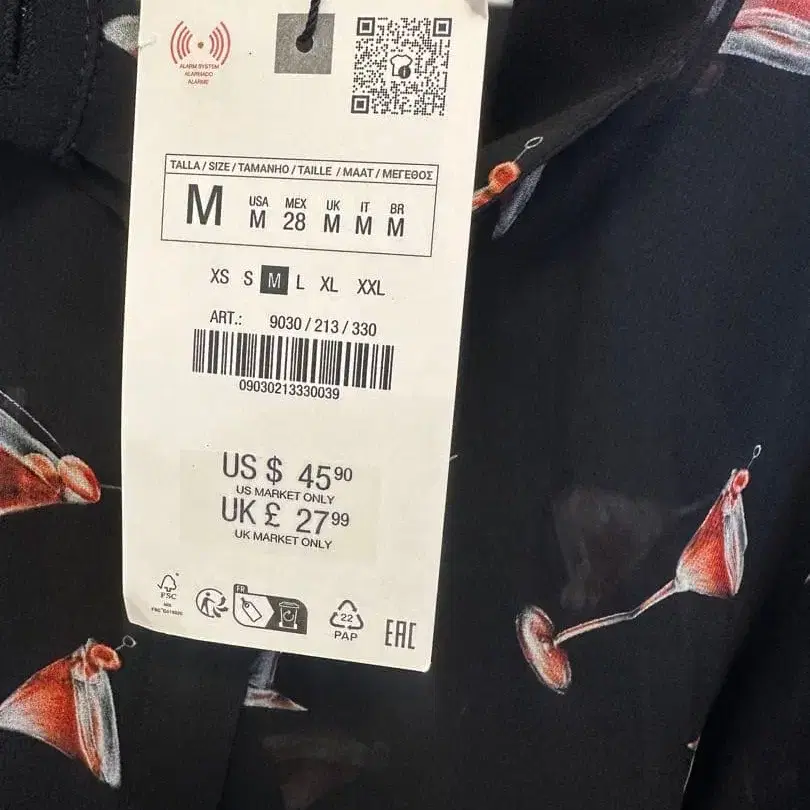 ALARM SYSTEM
ALARMADO
ALARME
TALLA / SIZE / TAMANHO / TAILLE / MAAT / ΜΕΓΕΘΟΣ
M USA MEX UK IT BR
M 28 M M M
XS S M L XL XXL
ART.: 9030 / 213 / 330
09030213330039
US $ 45.90
US MARKET ONLY
UK £ 27.99
UK MARKET ONLY
FSC
MIX
FR
22
PAP
EAC